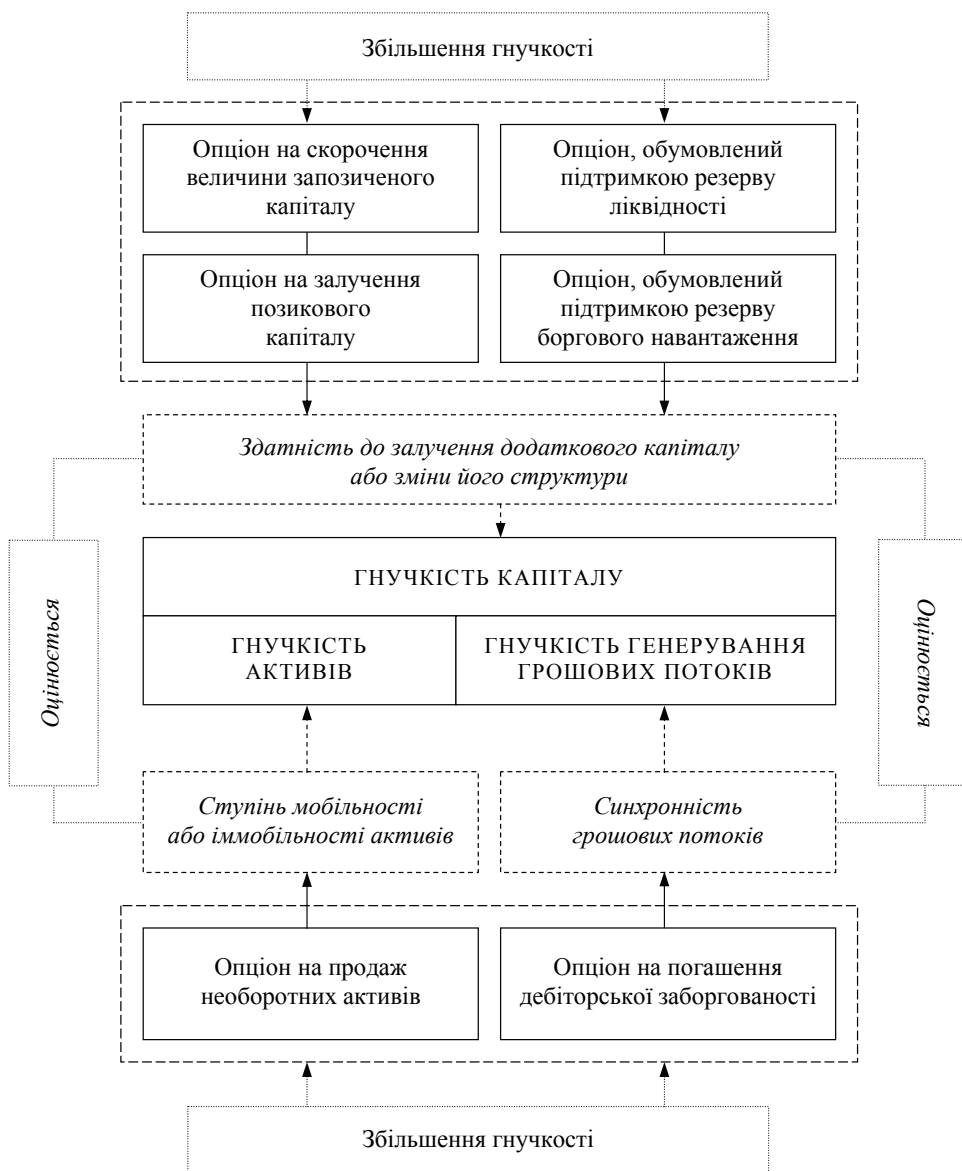 Збільшення гнучкості
Опціон на скорочення
величини запозиченого
капіталу
Опціон, обумовлений
підтримкою резерву
ліквідності
Опціон на залучення
позикового
капіталу
Опціон, обумовлений
підтримкою резерву
боргового навантаження
Здатність до залучення додаткового капіталу
або зміни його структури
Оцінюється
ГНУЧКІСТЬ КАПІТАЛУ
ГНУЧКІСТЬ
АКТИВІВ
ГНУЧКІСТЬ ГЕНЕРУВАННЯ
ГРОШОВИХ ПОТОКІВ
Оцінюється
Ступінь мобільності
або іммобільності активів
Синхронність
грошових потоків
Опціон на продаж
необоротних активів
Опціон на погашення
дебіторської заборгованості
Збільшення гнучкості